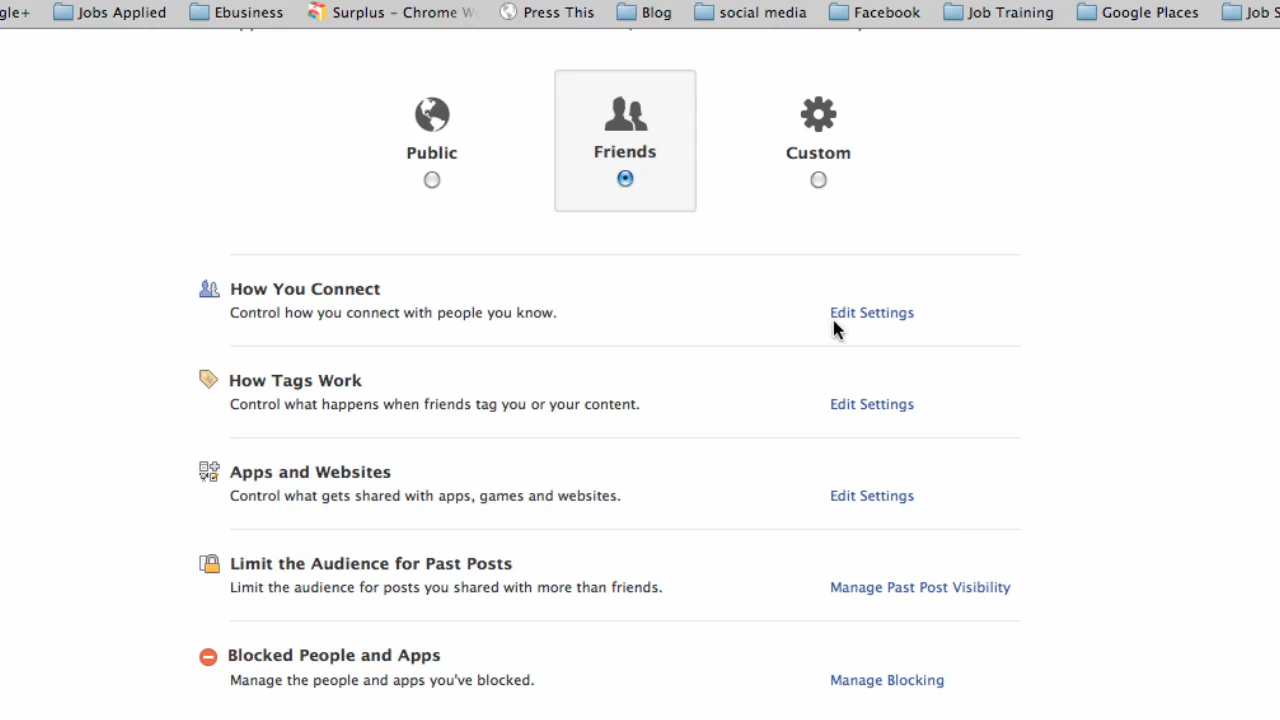 gle+ Jobs Applied Ebusiness Surplus – Chrome W Press This Blog social media Facebook Job Training Google Places Job S
Public Friends Custom
How You Connect
Control how you connect with people you know. Edit Settings
How Tags Work
Control what happens when friends tag you or your content. Edit Settings
Apps and Websites
Control what gets shared with apps, games and websites. Edit Settings
Limit the Audience for Past Posts
Limit the audience for posts you shared with more than friends. Manage Past Post Visibility
Blocked People and Apps
Manage the people and apps you've blocked. Manage Blocking